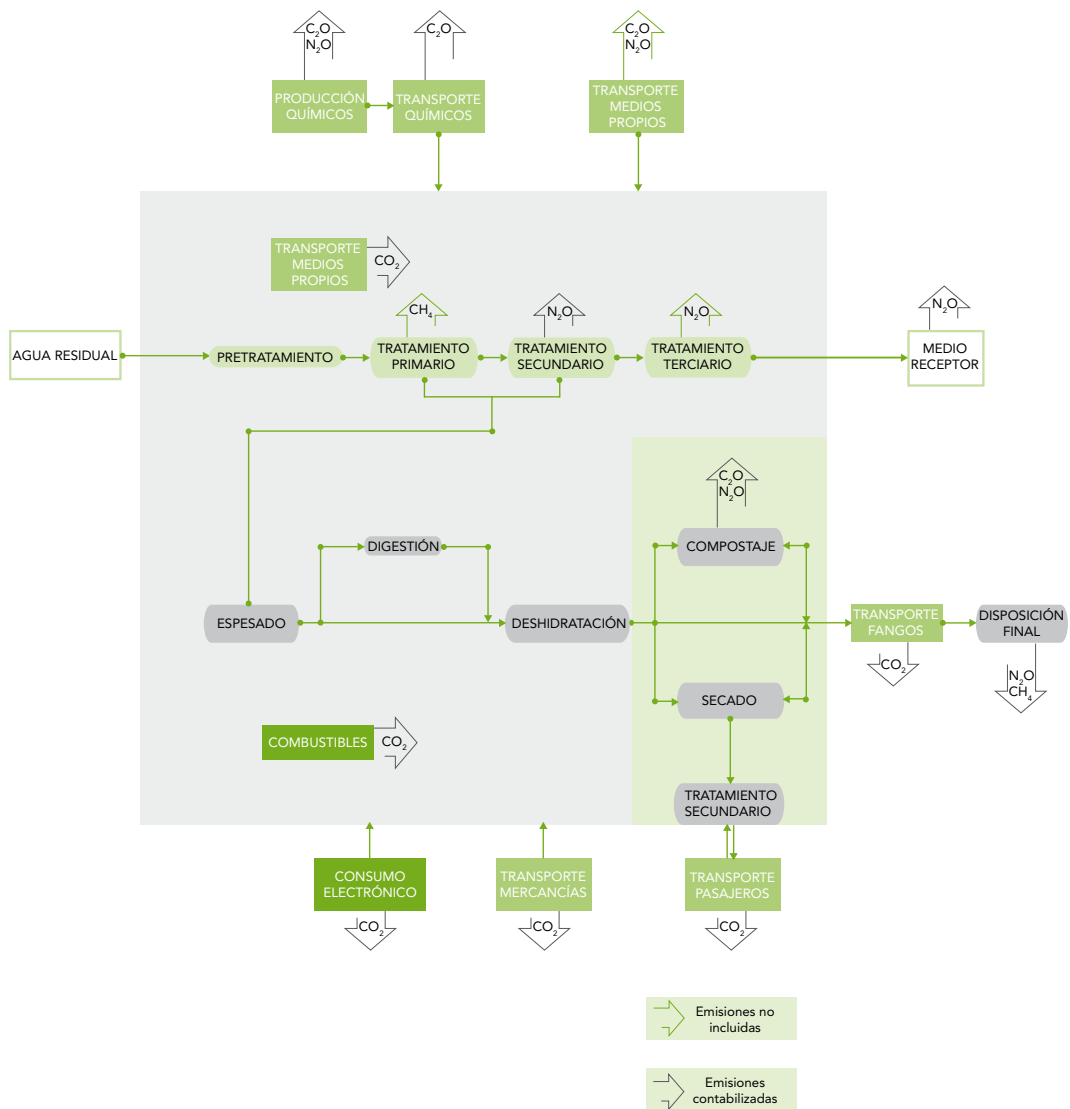 C₂O
N₂O
C₂O
C₂O
N₂O
PRODUCCIÓN
QUÍMICOS
TRANSPORTE
QUÍMICOS
TRANSPORTE
MEDIOS
PROPIOS
TRANSPORTE
MEDIOS
PROPIOS
CO₂
CH₄
N₂O
N₂O
N₂O
AGUA RESIDUAL
PRETRATAMIENTO
TRATAMIENTO
PRIMARIO
TRATAMIENTO
SECUNDARIO
TRATAMIENTO
TERCIARIO
MEDIO
RECEPTOR
C₂O
N₂O
DIGESTIÓN
COMPOSTAJE
ESPESADO
DESHIDRATACIÓN
TRANSPORTE
FANGOS
DISPOSICIÓN
FINAL
CO₂
N₂O
CH₄
SECADO
COMBUSTIBLES
CO₂
TRATAMIENTO
SECUNDARIO
CONSUMO
ELECTRÓNICO
TRANSPORTE
MERCANCÍAS
TRANSPORTE
PASAJEROS
CO₂
CO₂
CO₂
Emisiones no
incluidas
Emisiones
contabilizadas